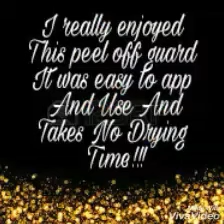 I really enjoyed
This peel off guard
It was easy to app
And Use And
Takes No Drying
Time!!!
VivaVideo